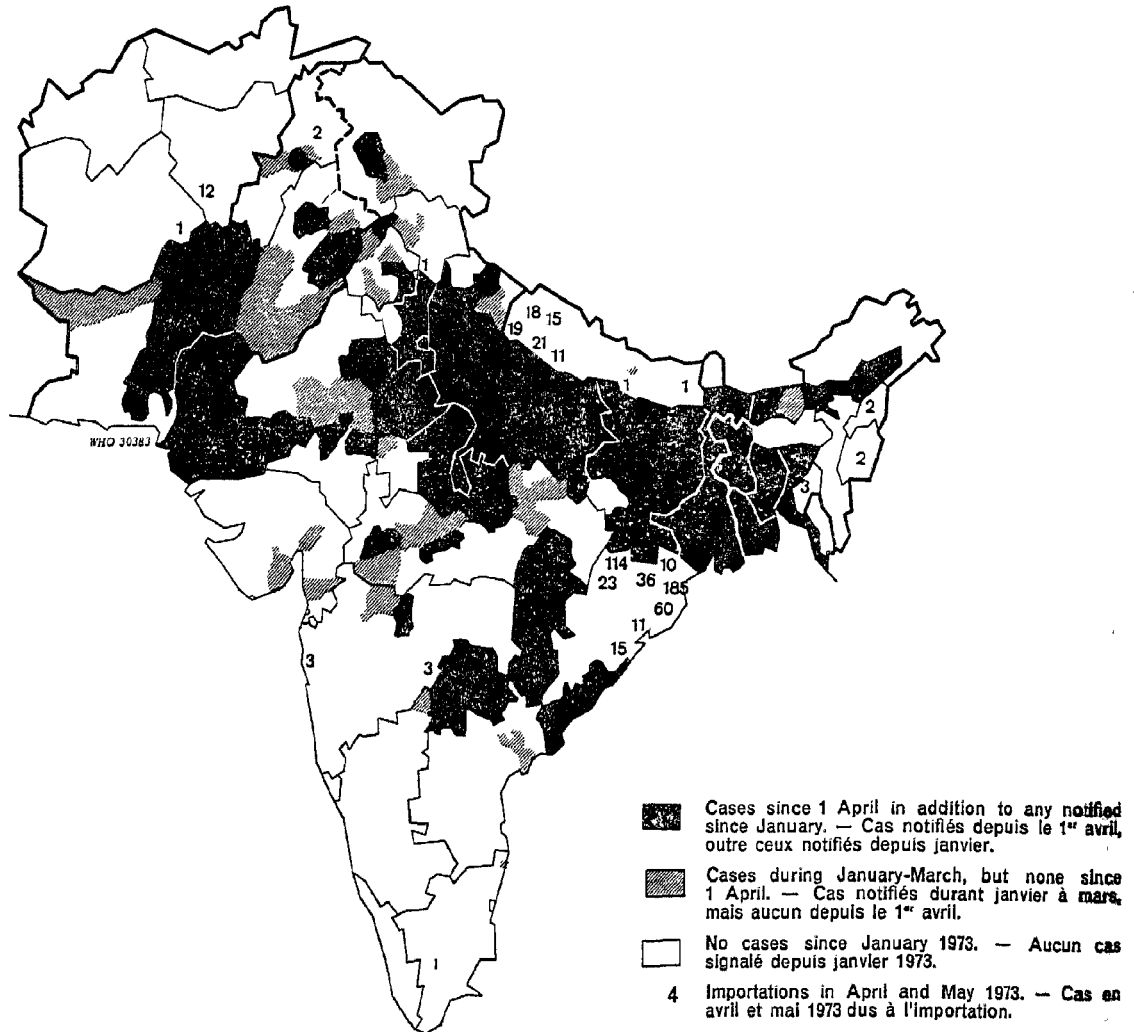 2
12
1
1
18
15
19
21
11
1
1
2
2
3
WHO 30383
114
10
23
36
185
60
11
15
3
3
1
Cases since 1 April in addition to any notified
since January. — Cas notifiés depuis le 1er avril,
outre ceux notifiés depuis janvier.
Cases during January-March, but none since
1 April. — Cas notifiés durant janvier à mars,
mais aucun depuis le 1er avril.
No cases since January 1973. — Aucun cas
signalé depuis janvier 1973.
4 Importations in April and May 1973. — Cas en
avril et mai 1973 dus à l'importation.